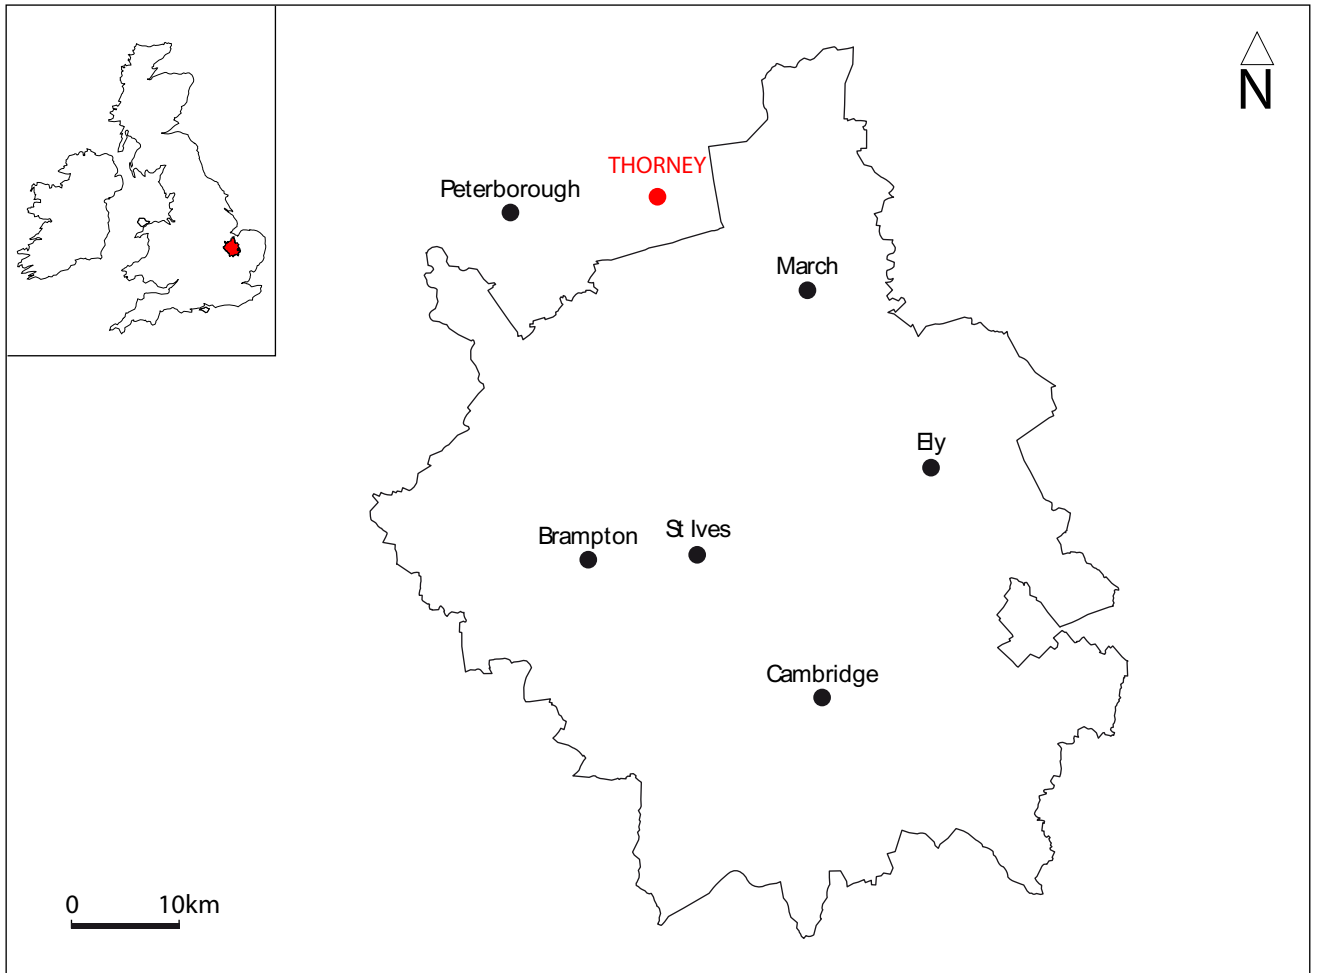 N
THORNEY
Peterborough
March
Ely
St Ives
Brampton
Cambridge
0 10km